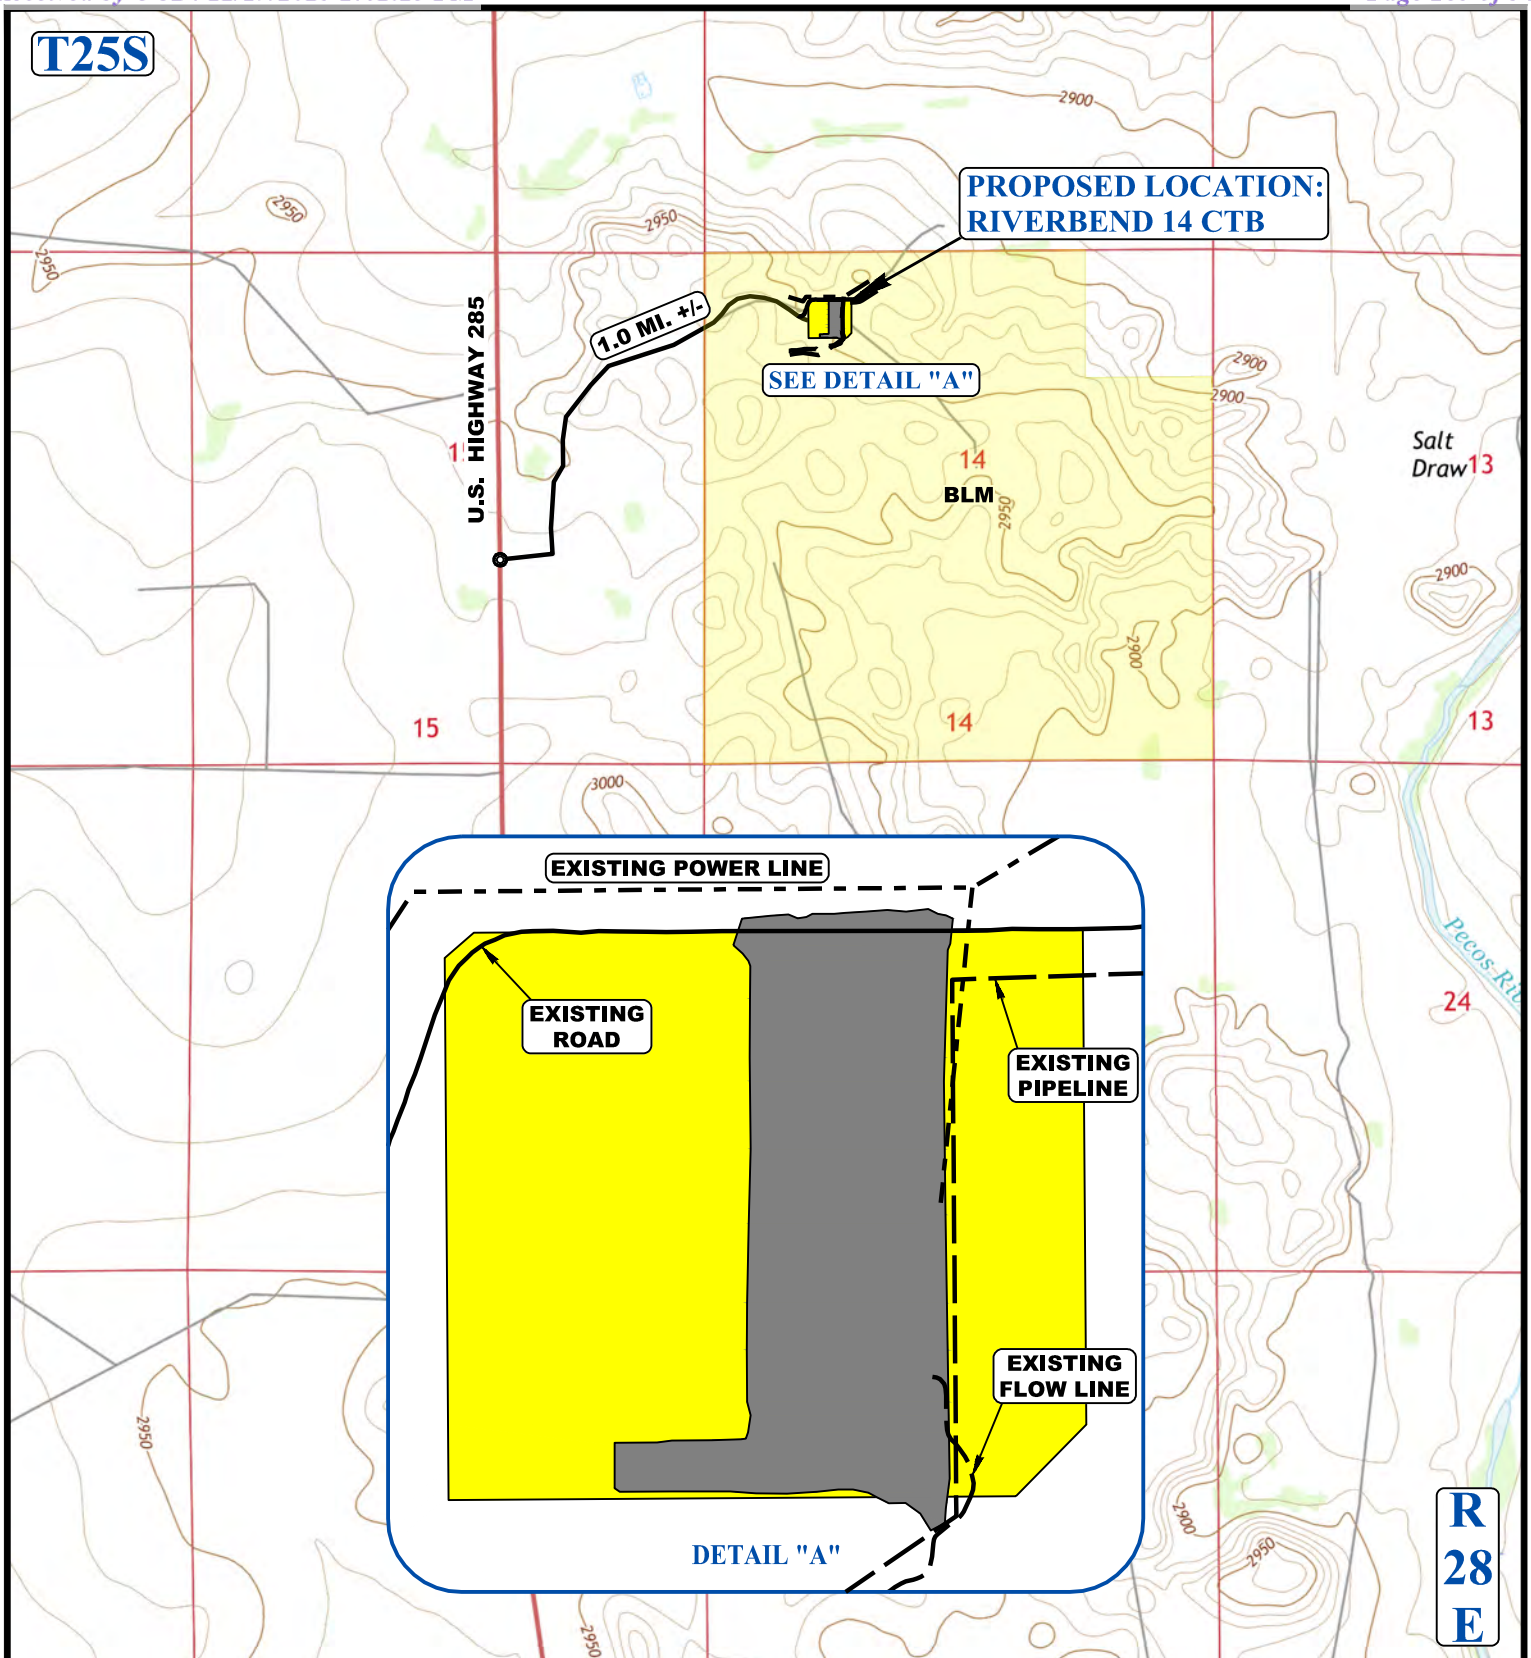 T25S
2900
2950
2950
2950
PROPOSED LOCATION:
RIVERBEND 14 CTB
U.S. HIGHWAY 285
1.0 MI. +/-
SEE DETAIL "A"
2900
2900
14
BLM
2950
Salt
Draw
13
2900
2900
15
14
13
3000
EXISTING POWER LINE
EXISTING
ROAD
EXISTING
PIPELINE
Pecos
24
EXISTING
FLOW LINE
DETAIL "A"
2950
2900
2950
2950
R
28
E